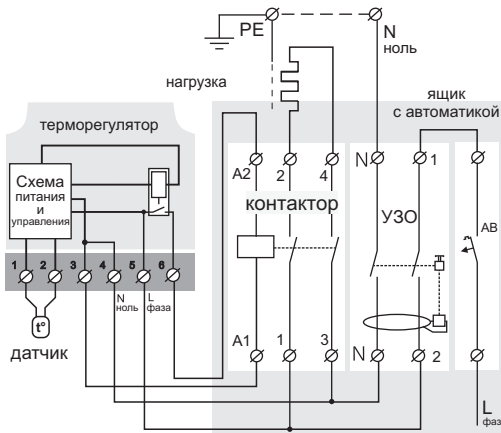 PE
N
ноль
нагрузка
ящик
с автоматикой
терморегулятор
Схема
питания
и
управления
A2
2
4
N
1
контактор
УЗО
АВ
1
2
3
4
5
6
N
ноль
L
фаза
t°
датчик
A1
1
3
N
2
L
фаз